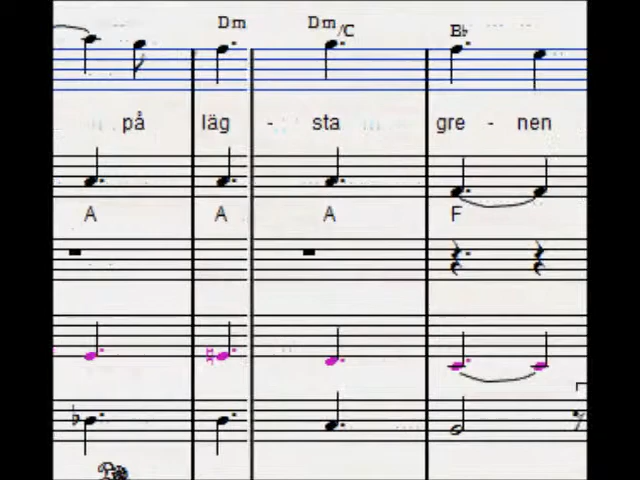 Dm Dm/C B♭
på läg - sta gre - nen
A A A F